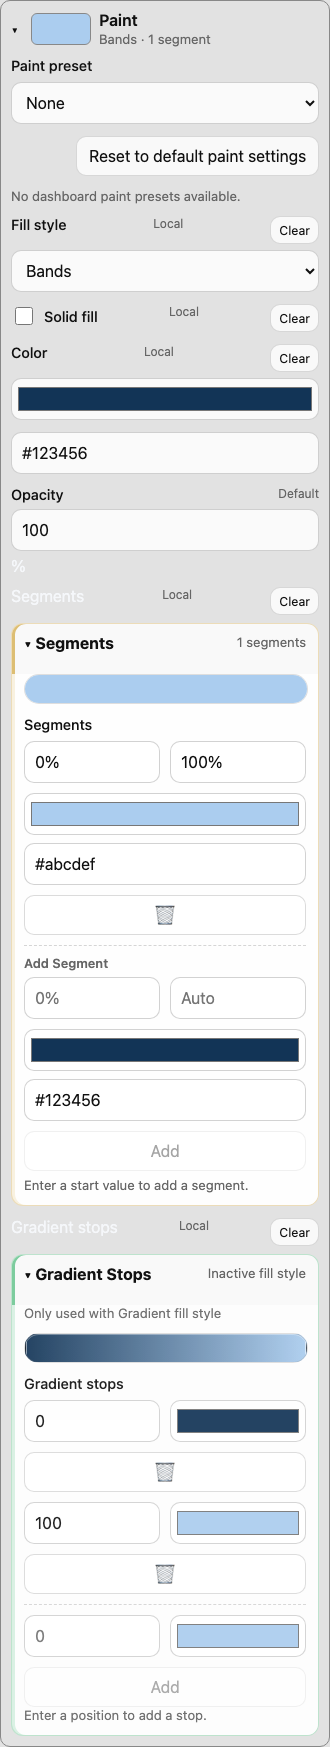 Paint
Bands · 1 segment
Paint preset
None
Reset to default paint settings
No dashboard paint presets available.
Fill style Local Clear
Bands
Solid fill Local Clear
Color Local Clear
#123456
Opacity Default
100
%
Segments Local Clear
Segments 1 segments
Segments
0% 100%
#abcdef
Add Segment
0% Auto
#123456
Add
Enter a start value to add a segment.
Gradient stops Local Clear
Gradient Stops Inactive fill style
Only used with Gradient fill style
Gradient stops
0
100
0
Add
Enter a position to add a stop.